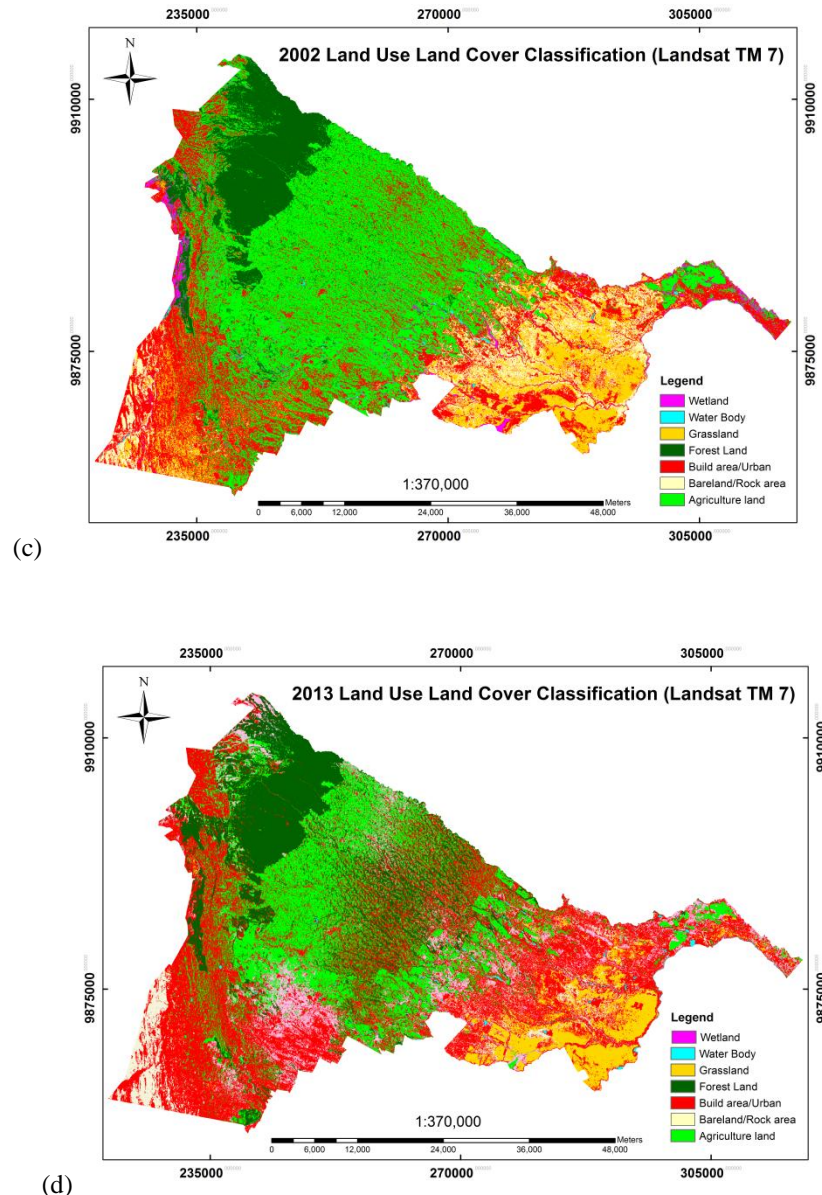 235000 270000 305000
N
2002 Land Use Land Cover Classification (Landsat TM 7)
9910000 9910000
9875000 9875000
Legend
Wetland
Water Body
Grassland
Forest Land
Build area/Urban
Bareland/Rock area
Agriculture land
1:370,000
Meters
0 6,000 12,000 24,000 36,000 48,000
235000 270000 305000
(c)
235000 270000 305000
N
2013 Land Use Land Cover Classification (Landsat TM 7)
9910000 9910000
9875000 9875000
Legend
Wetland
Water Body
Grassland
Forest Land
Build area/Urban
Bareland/Rock area
Agriculture land
1:370,000
Meters
0 6,000 12,000 24,000 36,000 48,000
235000 270000 305000
(d)